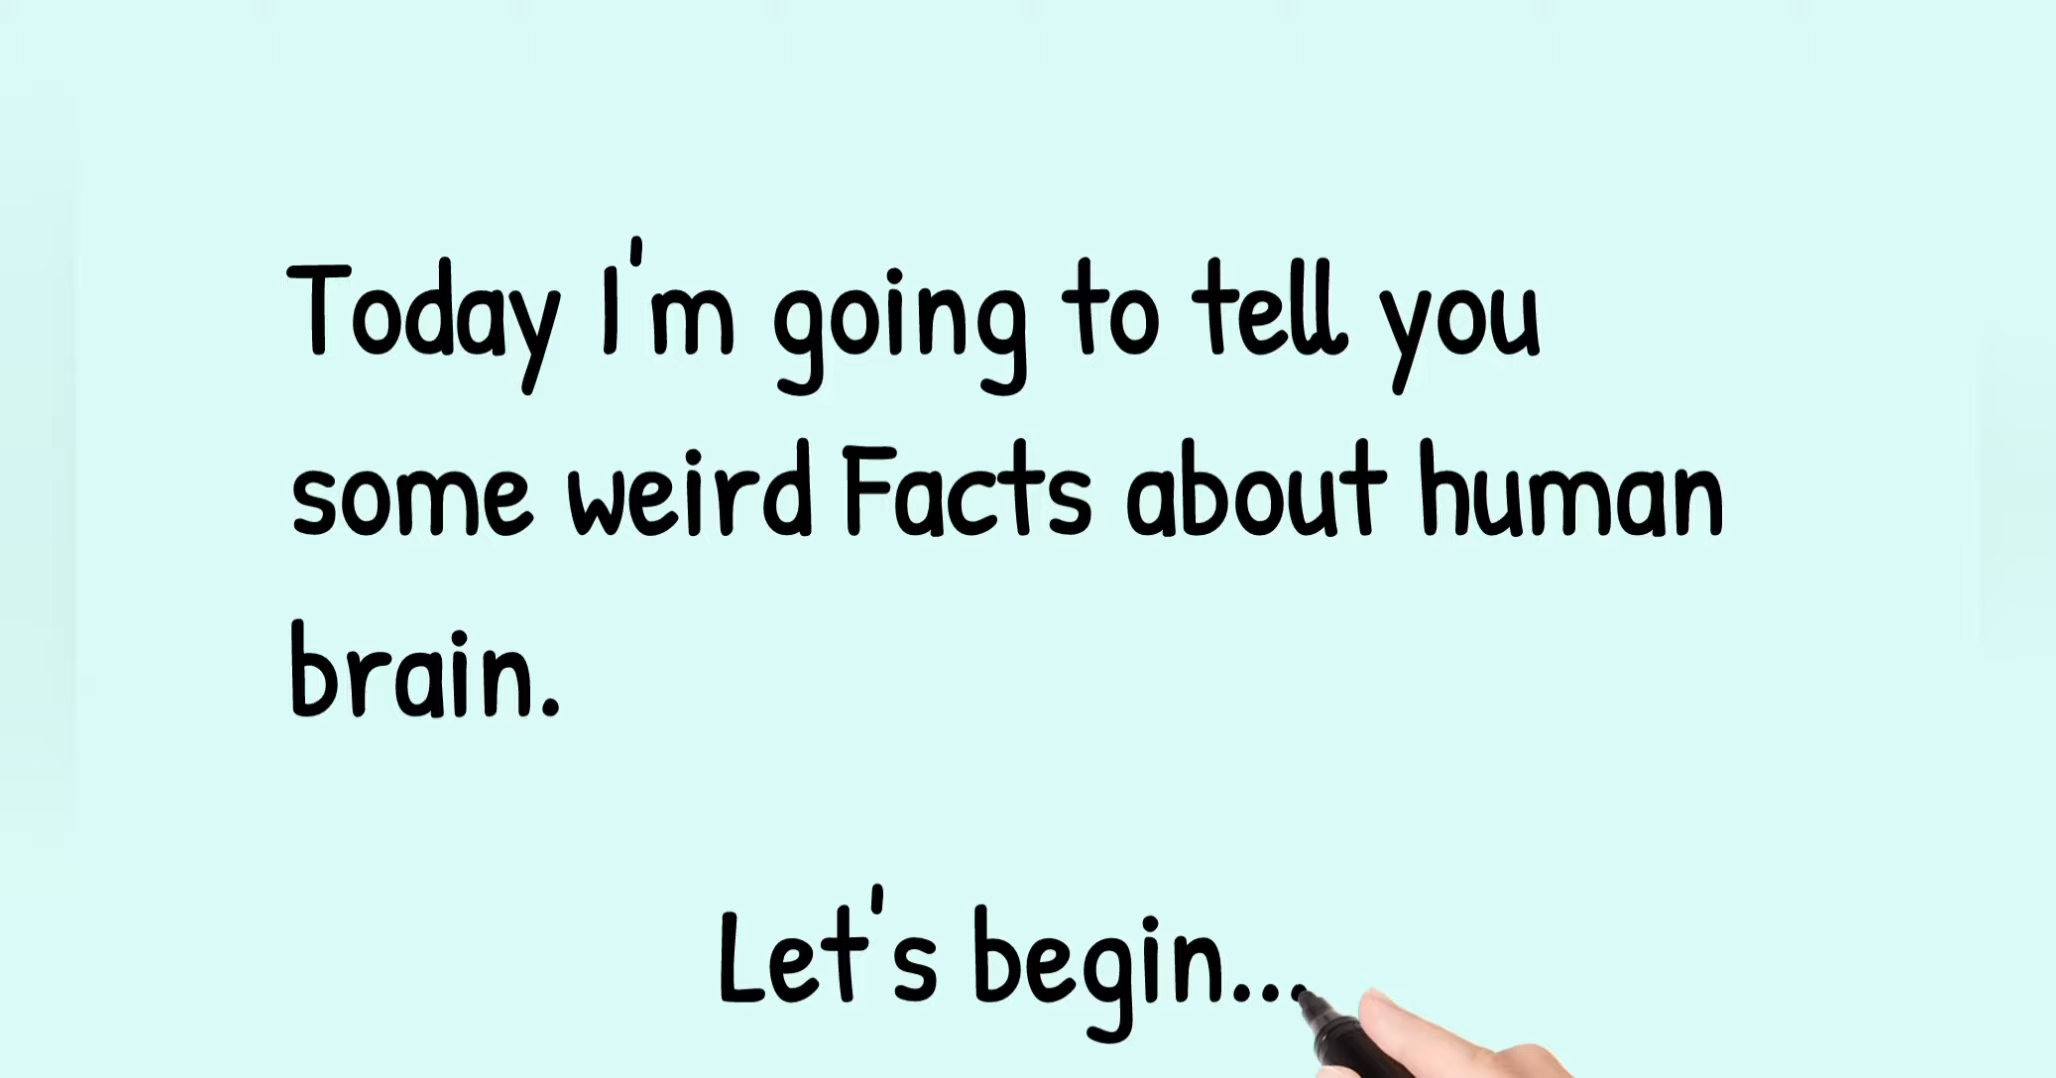 Today I'm going to tell you
some weird Facts about human
brain.
Let's begin...